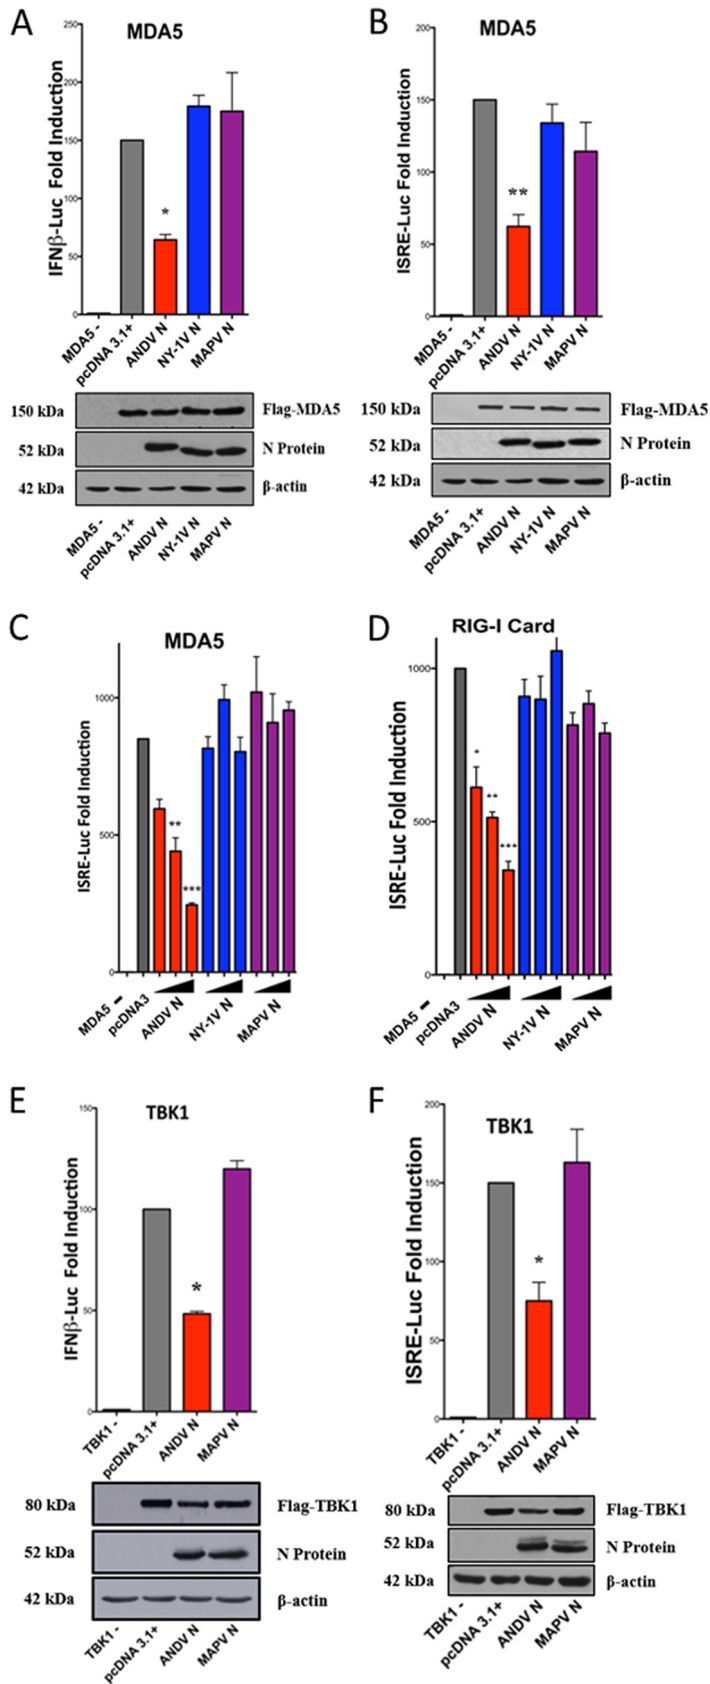 A
MDA5
IFNβ-Luc Fold Induction
250
200
150
100
50
0
*
MDA5 -
pcDNA 3.1+
ANDV N
NY-1V N
MAPV N
150 kDa
Flag-MDA5
52 kDa
N Protein
42 kDa
β-actin
MDA5 -
pcDNA 3.1+
ANDV N
NY-1V N
MAPV N
B
MDA5
ISRE-Luc Fold Induction
200
150
100
50
0
**
MDA5 -
pcDNA 3.1+
ANDV N
NY-1V N
MAPV N
150 kDa
Flag-MDA5
52 kDa
N Protein
42 kDa
β-actin
MDA5 -
pcDNA 3.1+
ANDV N
NY-1V N
MAPV N
C
MDA5
ISRE-Luc Fold Induction
1000
500
0
**
***
MDA5 -
pcDNA3
ANDV N
NY-1V N
MAPV N
D
RIG-I Card
ISRE-Luc Fold Induction
1000
500
0
*
**
***
MDA5 -
pcDNA3
ANDV N
NY-1V N
MAPV N
E
TBK1
IFNβ-Luc Fold Induction
150
100
50
0
*
TBK1 -
pcDNA 3.1+
ANDV N
MAPV N
80 kDa
Flag-TBK1
52 kDa
N Protein
42 kDa
β-actin
TBK1 -
pcDNA 3.1+
ANDV N
MAPV N
F
TBK1
ISRE-Luc Fold Induction
200
150
100
50
0
*
TBK1 -
pcDNA 3.1+
ANDV N
MAPV N
80 kDa
Flag-TBK1
52 kDa
N Protein
42 kDa
β-actin
TBK1 -
pcDNA 3.1+
ANDV N
MAPV N